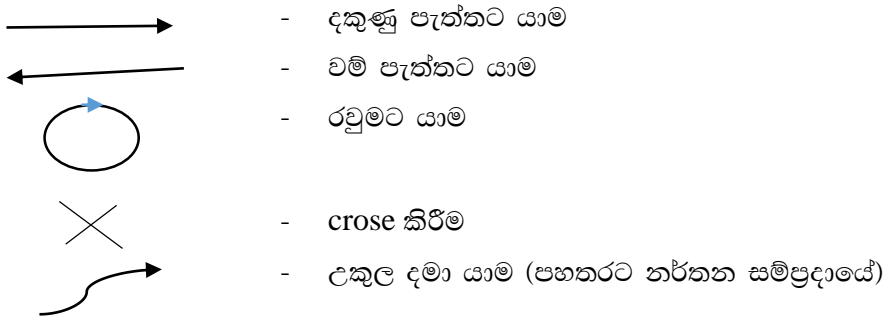 - දකුණු පැත්තට යාම
- වම් පැත්තට යාම
- රවුමට යාම
- crose කිරීම
- උකුල දමා යාම (පහතරට නර්තන සම්ප්‍රදායේ)